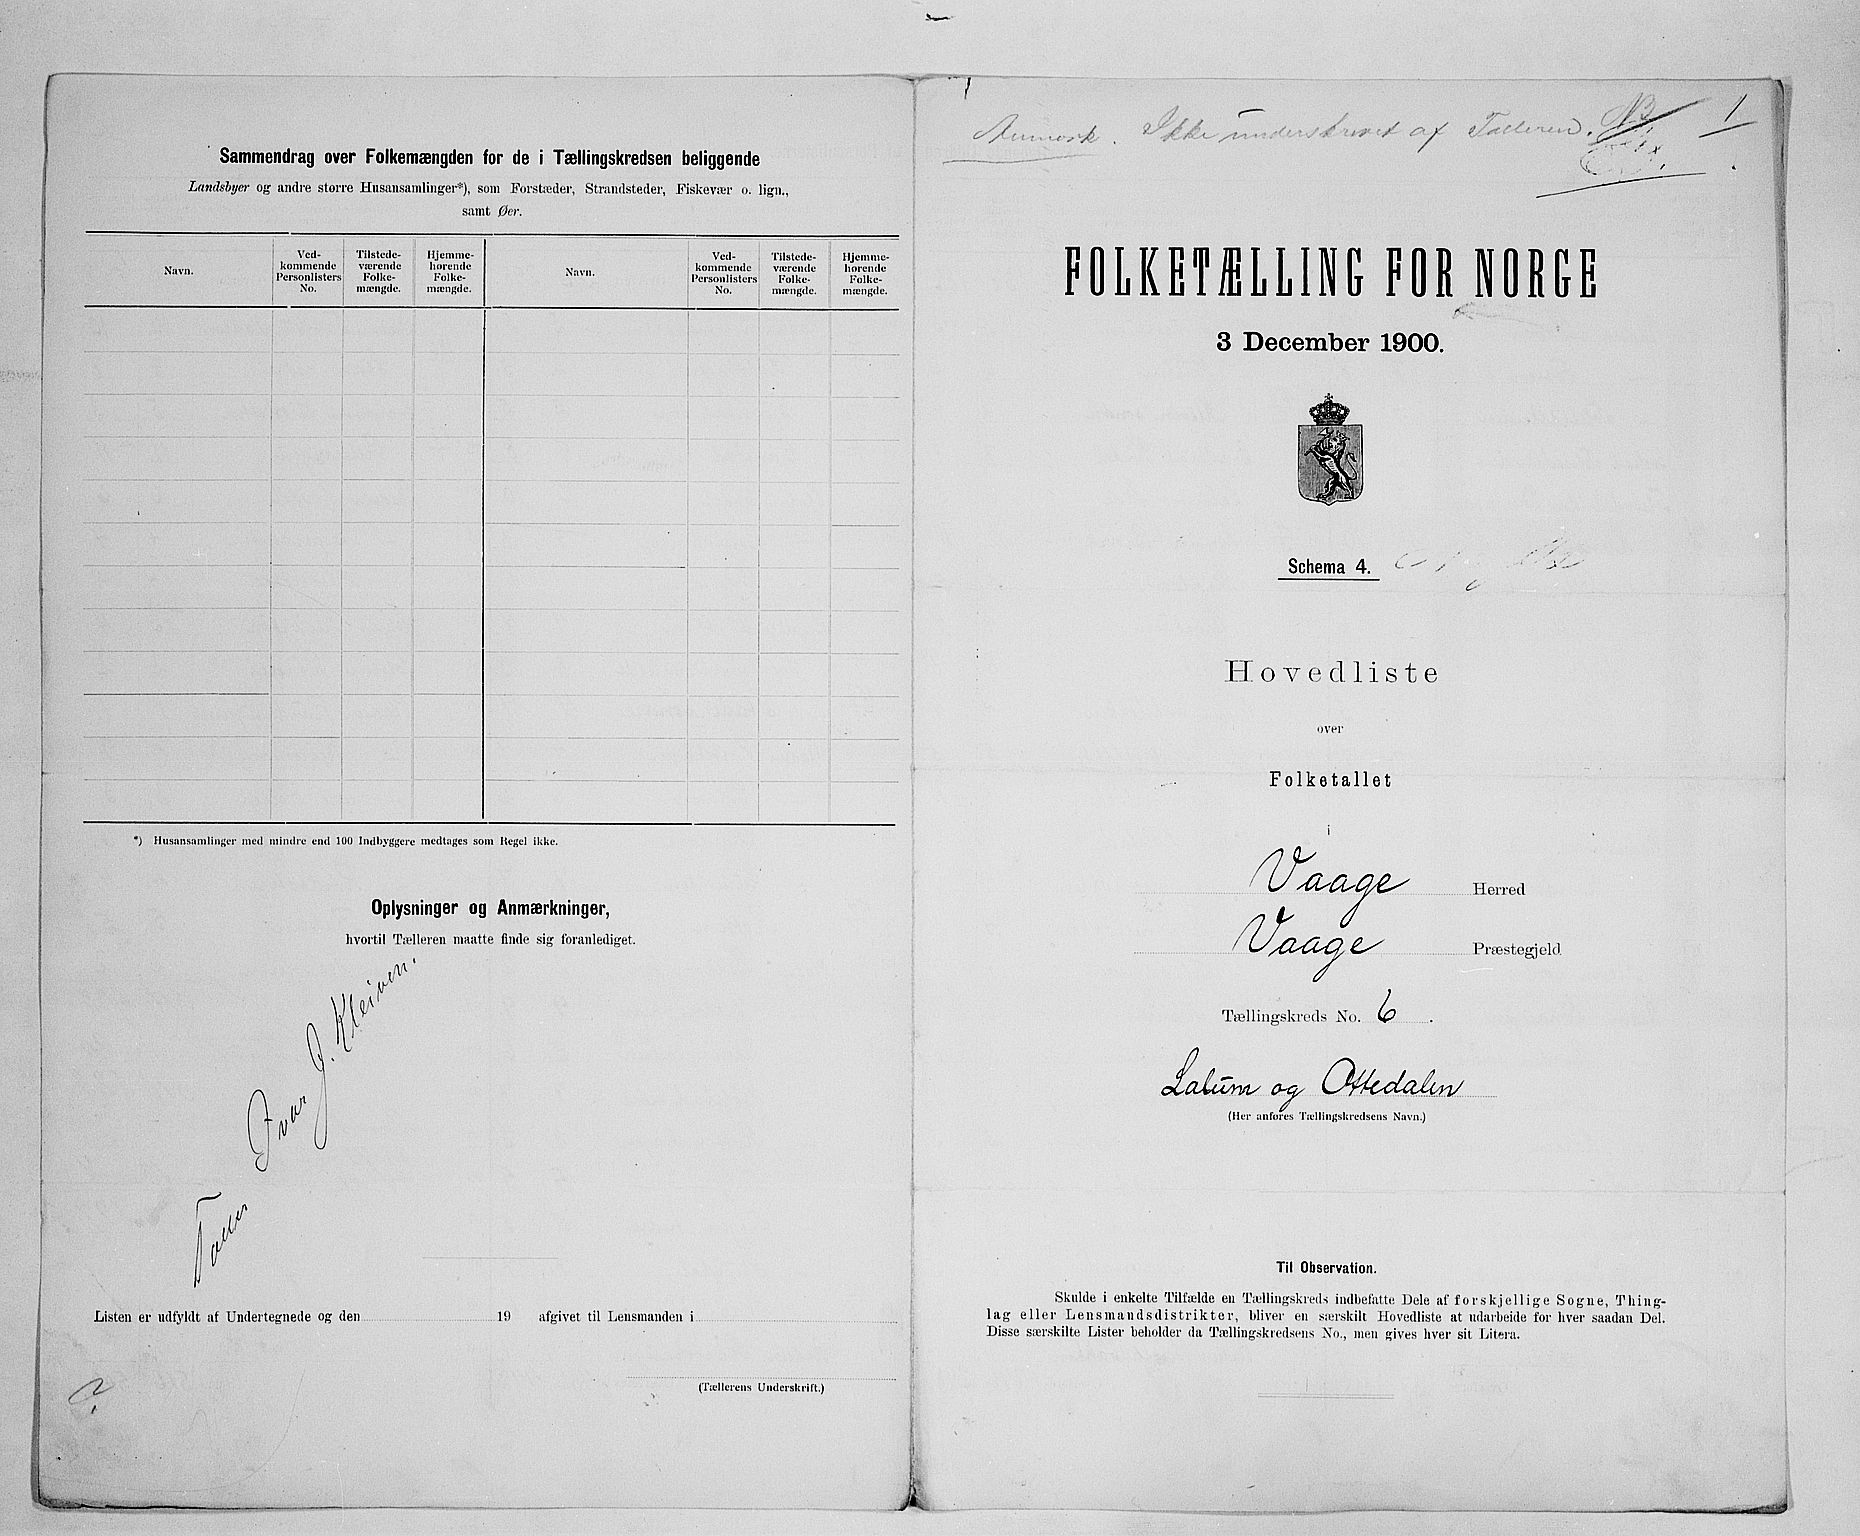 Sammendrag over Folkemængden for de i Tællingskredsen beliggende
Landsbyer og andre større Husansamlinger*), som Forstæder, Strandsteder, Fiskevær o. lign.,
samt Øer.
Navn.
Ved-
kommende
Personlisters
No.
Tilstede-
værende
Folke-
mængde.
Hjemme-
hørende
Folke-
mængde.
Navn.
Ved-
kommende
Personlisters
No.
Tilstede-
værende
Folke-
mængde.
Hjemme-
hørende
Folke-
mængde.
*) Husansamlinger med mindre end 100 Indbyggere medtages som Regel ikke.
Oplysninger og Anmærkninger,
hvortil Tælleren maatte finde sig foranlediget.
Ivar J. Kleiven.
Tæller
Listen er udfyldt af Undertegnede og den 19 afgivet til Lensmanden i
(Tællerens Underskrift.)
?
Anmærk. Ikke underskrevet af Tælleren. NB.
1
FOLKETÆLLING FOR NORGE
3 December 1900.
Schema 4.
Hovedliste
over
Folketallet
i
Vaage Herred
Vaage Præstegjeld
Tællingskreds No. 6.
Lalum og Ottedalen
(Her anføres Tællingskredsens Navn.)
Til Observation.
Skulde i enkelte Tilfælde en Tællingskreds indbefatte Dele af forskjellige Sogne, Thing-
lag eller Lensmandsdistrikter, bliver en særskilt Hovedliste at udarbeide for hver saadan Del.
Disse særskilte Lister beholder da Tællingskredsens No., men gives hver sit Litera.